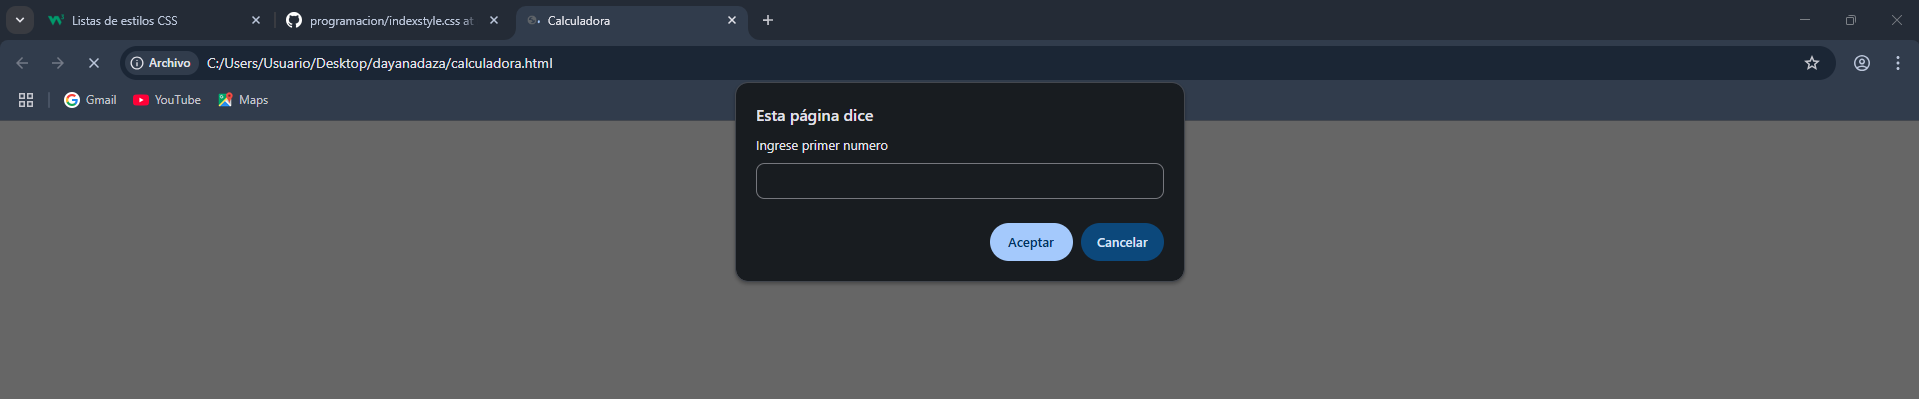 Listas de estilos CSS
programacion/indexstyle.css at
Calculadora
Archivo
C:/Users/Usuario/Desktop/dayanadaza/calculadora.html
Gmail
YouTube
Maps
Esta página dice
Ingrese primer numero
Aceptar
Cancelar